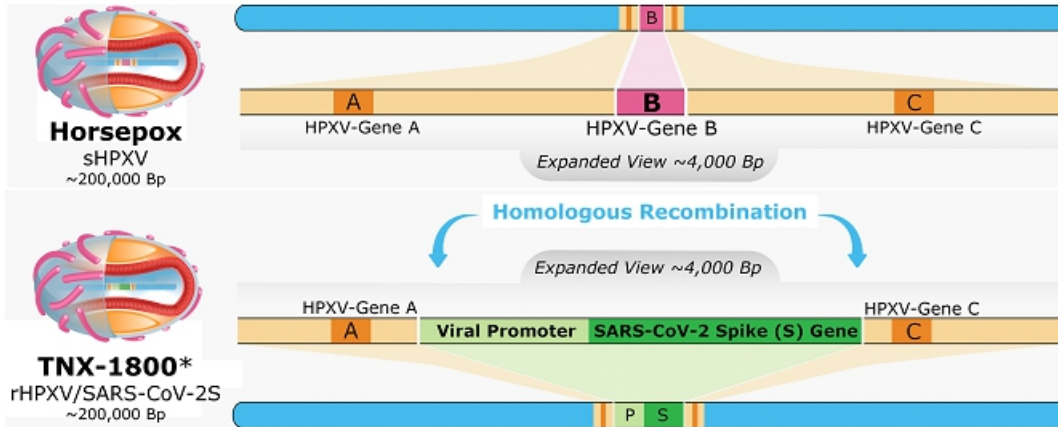 B
A
B
C
HPXV-Gene A
HPXV-Gene B
HPXV-Gene C
Horsepox
sHPXV
~200,000 Bp
Expanded View ~4,000 Bp
Homologous Recombination
Expanded View ~4,000 Bp
HPXV-Gene A
HPXV-Gene C
A
Viral Promoter
SARS-CoV-2 Spike (S) Gene
C
TNX-1800*
rHPXV/SARS-CoV-2S
~200,000 Bp
P
S